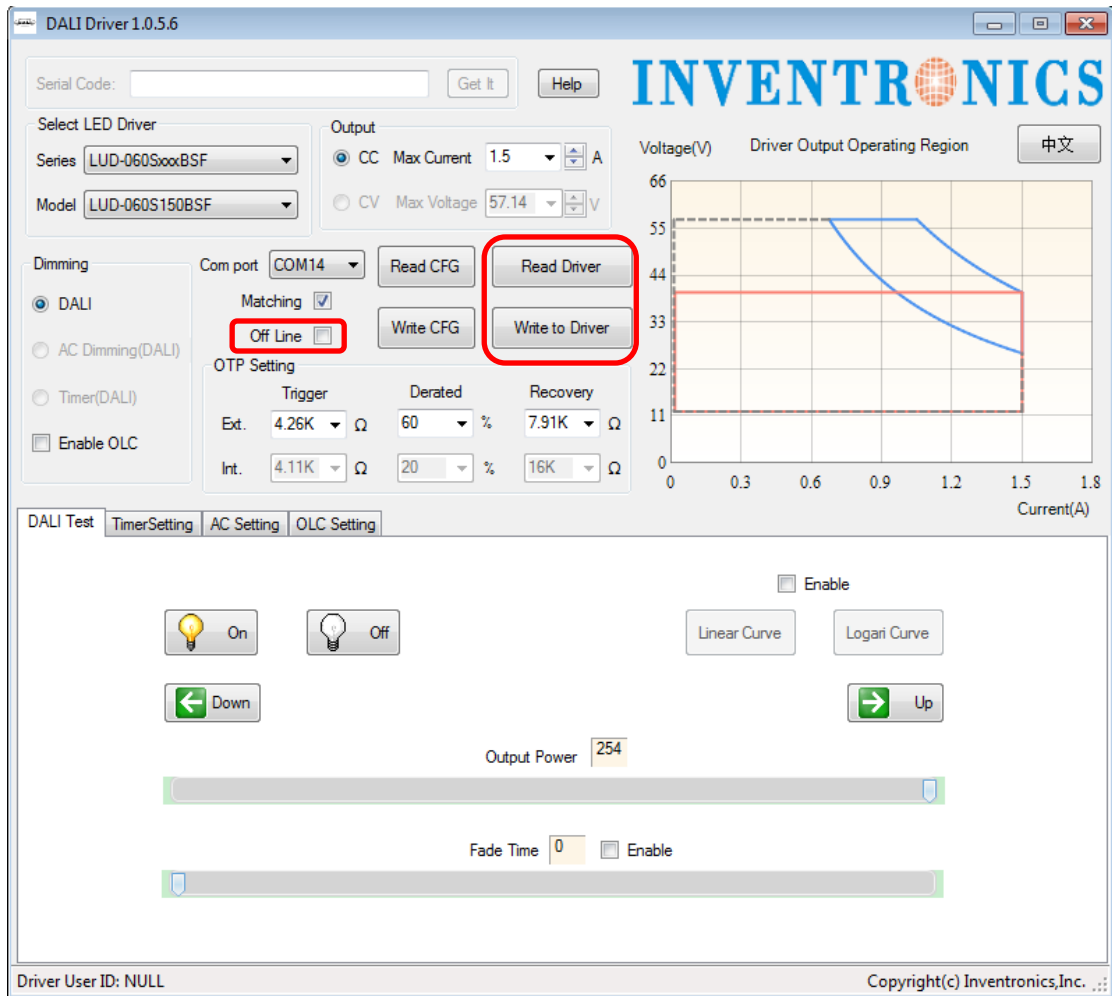 DALI Driver 1.0.5.6
Serial Code:
Get It
Help
INVENTRONICS
Select LED Driver
Series LUD-060SxxxBSF
Model LUD-060S150BSF
Output
CC Max Current 1.5 A
CV Max Voltage 57.14 V
Voltage(V) Driver Output Operating Region
中文
66
55
44
33
22
11
0
0 0.3 0.6 0.9 1.2 1.5 1.8
Current(A)
Dimming
DALI
AC Dimming(DALI)
Timer(DALI)
Enable OLC
Com port COM14
Matching
Off Line
Read CFG
Read Driver
Write CFG
Write to Driver
OTP Setting
Trigger Derated Recovery
Ext. 4.26K Ω 60 % 7.91K Ω
Int. 4.11K Ω 20 % 16K Ω
DALI Test TimerSetting AC Setting OLC Setting
Enable
On Off Linear Curve Logari Curve
Down Up
Output Power 254
Fade Time 0 Enable
Driver User ID: NULL Copyright(c) Inventronics,Inc.